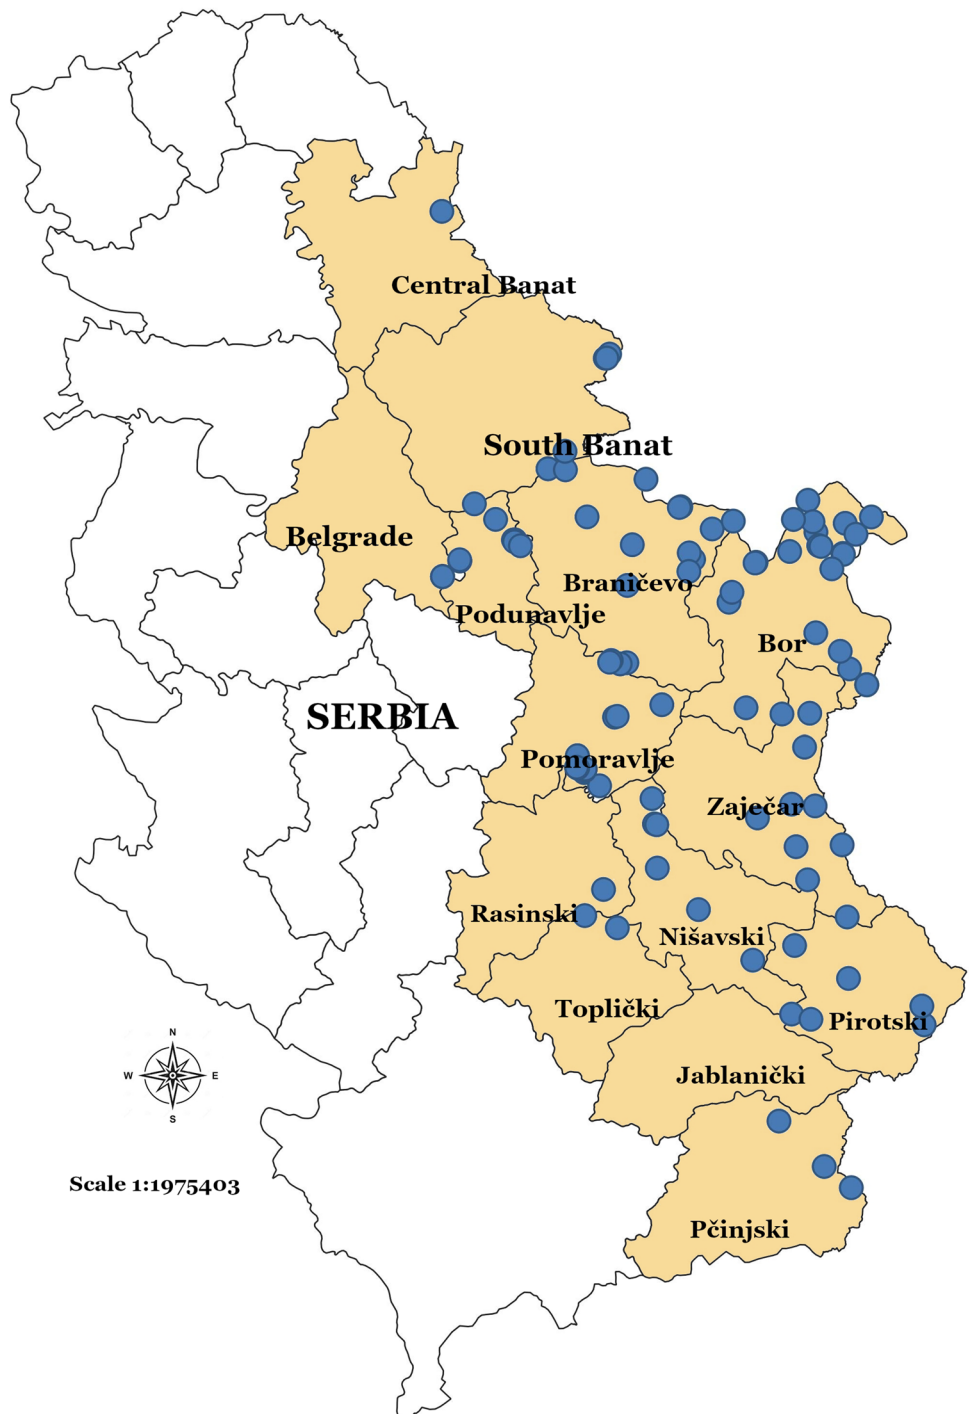 Central Banat
South Banat
Belgrade
Braničevo
Podunavlje
Bor
SERBIA
Pomoravlje
Zaječar
Rasinski
Nišavski
Toplički
Pirotski
N
W E
S
Jablanički
Scale 1:1975403
Pčinjski